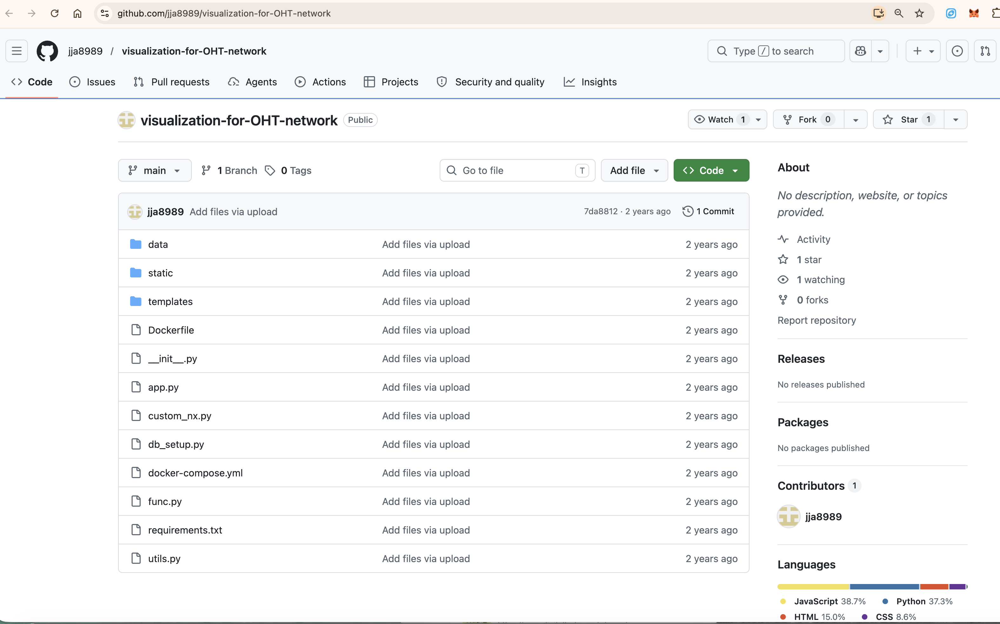 github.com/jja8989/visualization-for-OHT-network
jja8989 / visualization-for-OHT-network
Type / to search
Code Issues Pull requests Agents Actions Projects Security and quality Insights
visualization-for-OHT-network Public
Watch 1 Fork 0 Star 1
main 1 Branch 0 Tags Go to file T Add file Code
jja8989 Add files via upload 7da8812 · 2 years ago 1 Commit
data Add files via upload 2 years ago
static Add files via upload 2 years ago
templates Add files via upload 2 years ago
Dockerfile Add files via upload 2 years ago
__init__.py Add files via upload 2 years ago
app.py Add files via upload 2 years ago
custom_nx.py Add files via upload 2 years ago
db_setup.py Add files via upload 2 years ago
docker-compose.yml Add files via upload 2 years ago
func.py Add files via upload 2 years ago
requirements.txt Add files via upload 2 years ago
utils.py Add files via upload 2 years ago
About
No description, website, or topics
provided.
Activity
1 star
1 watching
0 forks
Report repository
Releases
No releases published
Packages
No packages published
Contributors 1
jja8989
Languages
JavaScript 38.7% Python 37.3%
HTML 15.0% CSS 8.6%